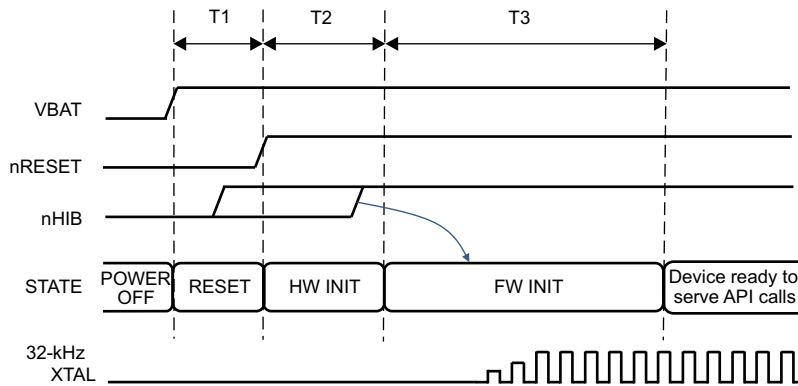 T1 T2 T3
VBAT
nRESET
nHIB
STATE
POWER
OFF
RESET
HW INIT
FW INIT
Device ready to
serve API calls
32-kHz
XTAL